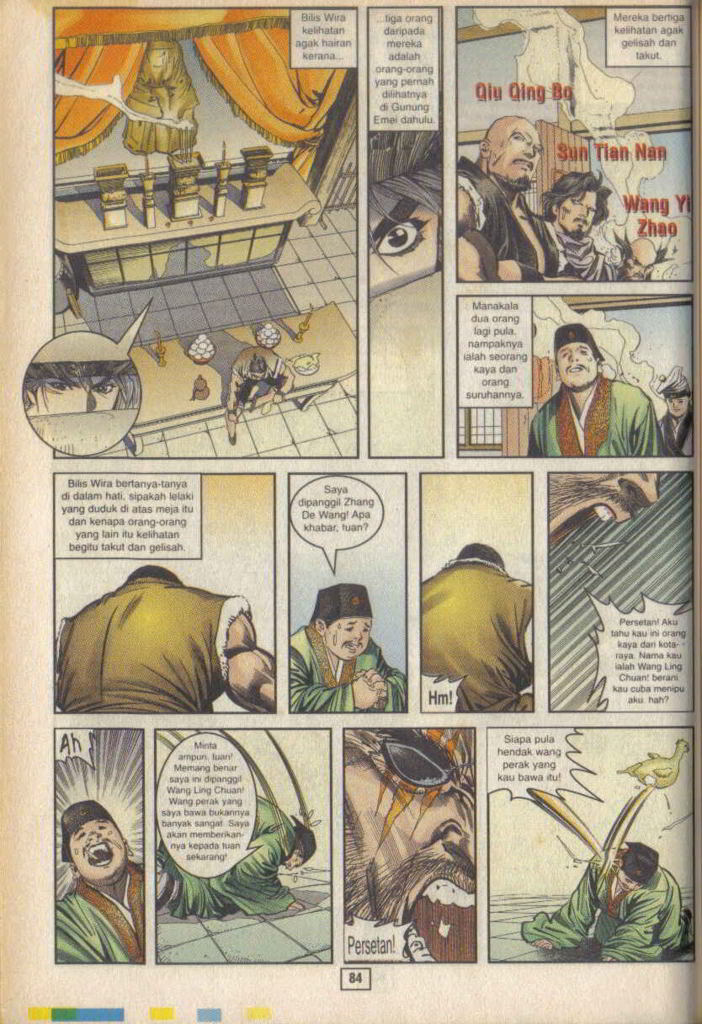 Bilis Wira
kelihatan
agak hairan
kerana...
...tiga orang
daripada
mereka
adalah
orang-orang
yang pernah
dilihatnya
di Gunung
Emei dahulu.
Mereka bertiga
kelihatan agak
gelisah dan
takut.
Qiu Qing Bo
Sun Tian Nan
Wang Yi
Zhao
Manakala
dua orang
lagi pula,
nampaknya
ialah seorang
kaya dan
orang
suruhannya.
Bilis Wira bertanya-tanya
di dalam hati, sipakah lelaki
yang duduk di atas meja itu
dan kenapa orang-orang
yang lain itu kelihatan
begitu takut dan gelisah.
Saya
dipanggil Zhang
De Wang! Apa
khabar, tuan?
Hm!
Persetan! Aku
tahu kau ini orang
kaya dari kota-
raya. Nama kau
ialah Wang Ling
Chuan! berani
kau cuba menipu
aku, hah?
Ah
Minta
ampun, tuan!
Memang benar
saya ini dipanggil
Wang Ling Chuan!
Wang perak yang
saya bawa bukannya
banyak sangat. Saya
akan memberikan-
nya kepada tuan
sekarang!
Persetan!
Siapa pula
hendak wang
perak yang
kau bawa itu!
84